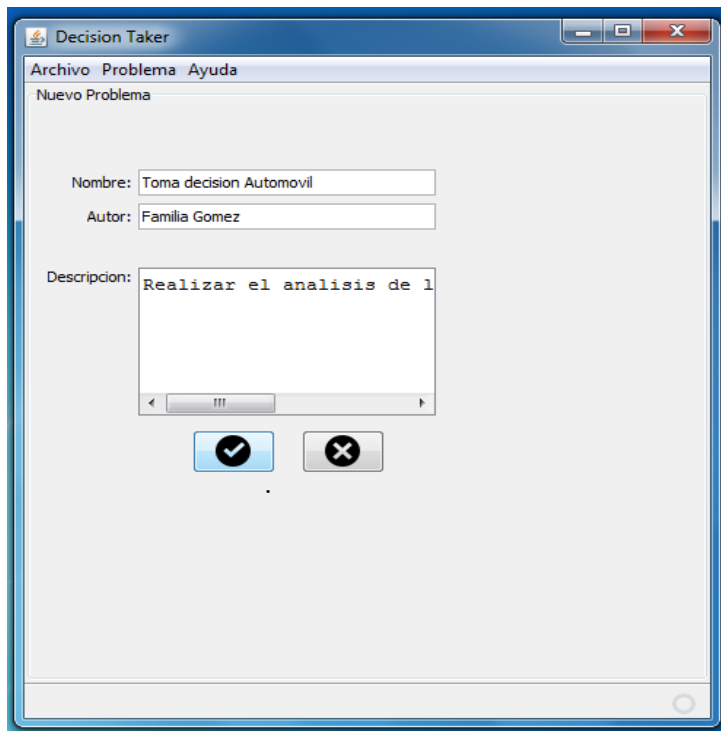 Decision Taker
Archivo Problema Ayuda
Nuevo Problema
Nombre: Toma decision Automovil
Autor: Familia Gomez
Descripcion: Realizar el analisis de l